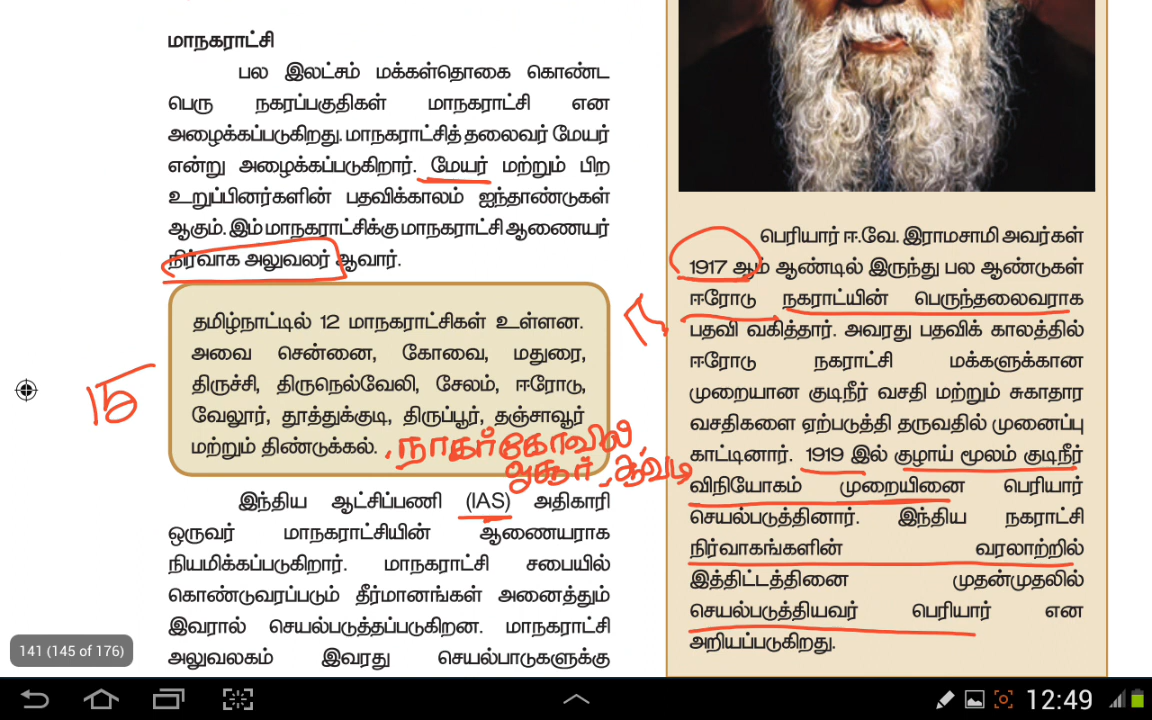 மாநகராட்சி
பல இலட்சம் மக்கள்தொகை கொண்ட
பெரு நகரப்பகுதிகள் மாநகராட்சி என
அழைக்கப்படுகிறது. மாநகராட்சித் தலைவர் மேயர்
என்று அழைக்கப்படுகிறார். மேயர் மற்றும் பிற
உறுப்பினர்களின் பதவிக்காலம் ஐந்தாண்டுகள்
ஆகும். இம் மாநகராட்சிக்கு மாநகராட்சி ஆணையர்
நிர்வாக அலுவலர் ஆவார்.
தமிழ்நாட்டில் 12 மாநகராட்சிகள் உள்ளன.
அவை சென்னை, கோவை, மதுரை,
திருச்சி, திருநெல்வேலி, சேலம், ஈரோடு,
வேலூர், தூத்துக்குடி, திருப்பூர், தஞ்சாவூர்
மற்றும் திண்டுக்கல். , நாகர்கோவில்,
ஓசூர், ஆவடி
15
இந்திய ஆட்சிப்பணி (IAS) அதிகாரி
ஒருவர் மாநகராட்சியின் ஆணையராக
நியமிக்கப்படுகிறார். மாநகராட்சி சபையில்
கொண்டுவரப்படும் தீர்மானங்கள் அனைத்தும்
இவரால் செயல்படுத்தப்படுகிறன. மாநகராட்சி
அலுவலகம் இவரது செயல்பாடுகளுக்கு
பெரியார் ஈ.வே. இராமசாமி அவர்கள்
1917 ஆம் ஆண்டில் இருந்து பல ஆண்டுகள்
ஈரோடு நகராட்யின் பெருந்தலைவராக
பதவி வகித்தார். அவரது பதவிக் காலத்தில்
ஈரோடு நகராட்சி மக்களுக்கான
முறையான குடிநீர் வசதி மற்றும் சுகாதார
வசதிகளை ஏற்படுத்தி தருவதில் முனைப்பு
காட்டினார். 1919 இல் குழாய் மூலம் குடிநீர்
விநியோகம் முறையினை பெரியார்
செயல்படுத்தினார். இந்திய நகராட்சி
நிர்வாகங்களின் வரலாற்றில்
இத்திட்டத்தினை முதன்முதலில்
செயல்படுத்தியவர் பெரியார் என
அறியப்படுகிறது.
141 (145 of 176)
12:49